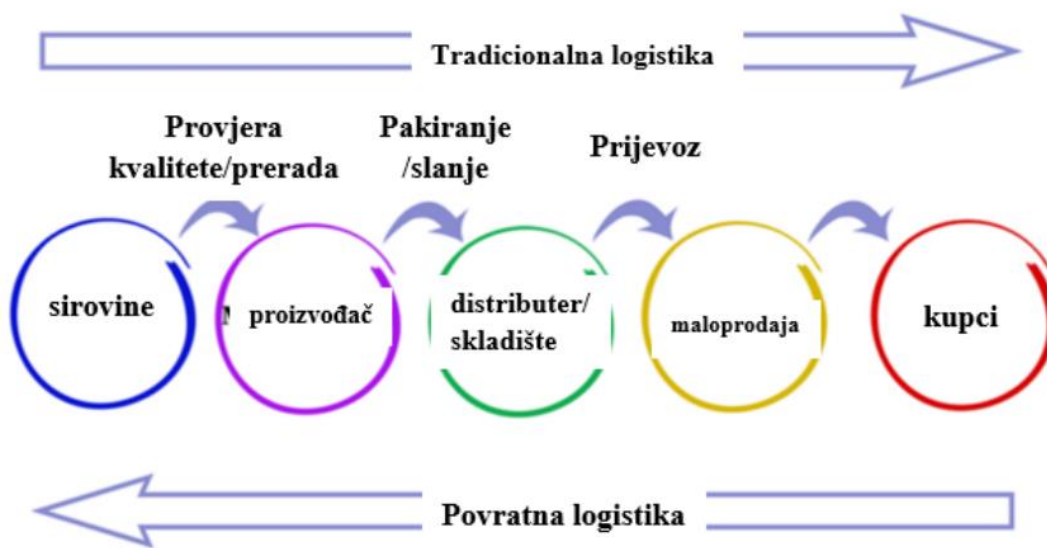 Tradicionalna logistika
Provjera
kvalitete/prerada
Pakiranje
/slanje
Prijevoz
sirovine
proizvođač
distributer/
skladište
maloprodaja
kupci
Povratna logistika